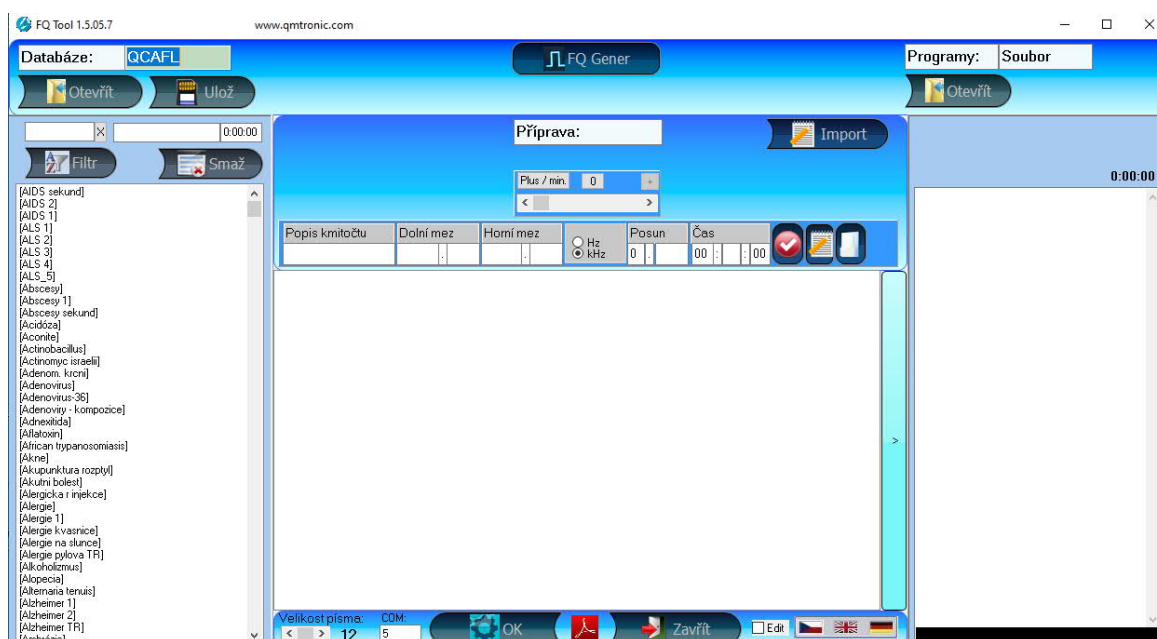 FQ Tool 1.5.05.7 www.qmtronic.com
Databáze: QCAFL
FQ Gener
Programy: Soubor
Otevřít Ulož
Otevřít
X 0:00:00
Příprava:
Import
Filtr Smaž
0:00:00
Plus / min. 0 +
< >
Popis kmitočtu Dolní mez Horní mez Hz kHz Posun Čas
. . 0 . 00 : : 00
[AIDS sekund]
[AIDS 2]
[AIDS 1]
[ALS 1]
[ALS 2]
[ALS 3]
[ALS 4]
[ALS_5]
[Abscesy]
[Abscesy 1]
[Abscesy sekund]
[Acidóza]
[Aconite]
[Actinobacillus]
[Actinomyc israelii]
[Adenom. krcni]
[Adenovirus]
[Adenovirus-36]
[Adenoviry - kompozice]
[Adnexitida]
[Aflatoxin]
[African trypanosomiasis]
[Akne]
[Akupunktura rozptyl]
[Akutni bolest]
[Alergicka r injekce]
[Alergie]
[Alergie 1]
[Alergie kvasnice]
[Alergie na slunce]
[Alergie pylova TR]
[Alkoholizmus]
[Alopecia]
[Alternaria tenuis]
[Alzheimer 1]
[Alzheimer 2]
[Alzheimer TR]
>
Velikost písma: COM:
< > 12 5 OK Zavřít Edit